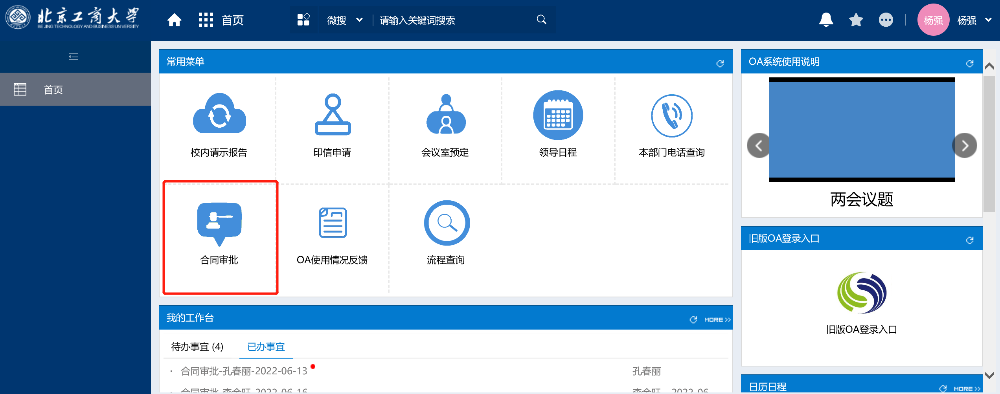 北京工商大学
BEIJING TECHNOLOGY AND BUSINESS UNIVERSITY
首页
微搜
请输入关键词搜索
杨强
杨强
首页
常用菜单
校内请示报告
印信申请
会议室预定
领导日程
本部门电话查询
合同审批
OA使用情况反馈
流程查询
我的工作台
MORE >>
待办事宜 (4)
已办事宜
合同审批-孔春丽-2022-06-13
孔春丽
OA系统使用说明
两会议题
旧版OA登录入口
旧版OA登录入口
日历日程
MORE >>